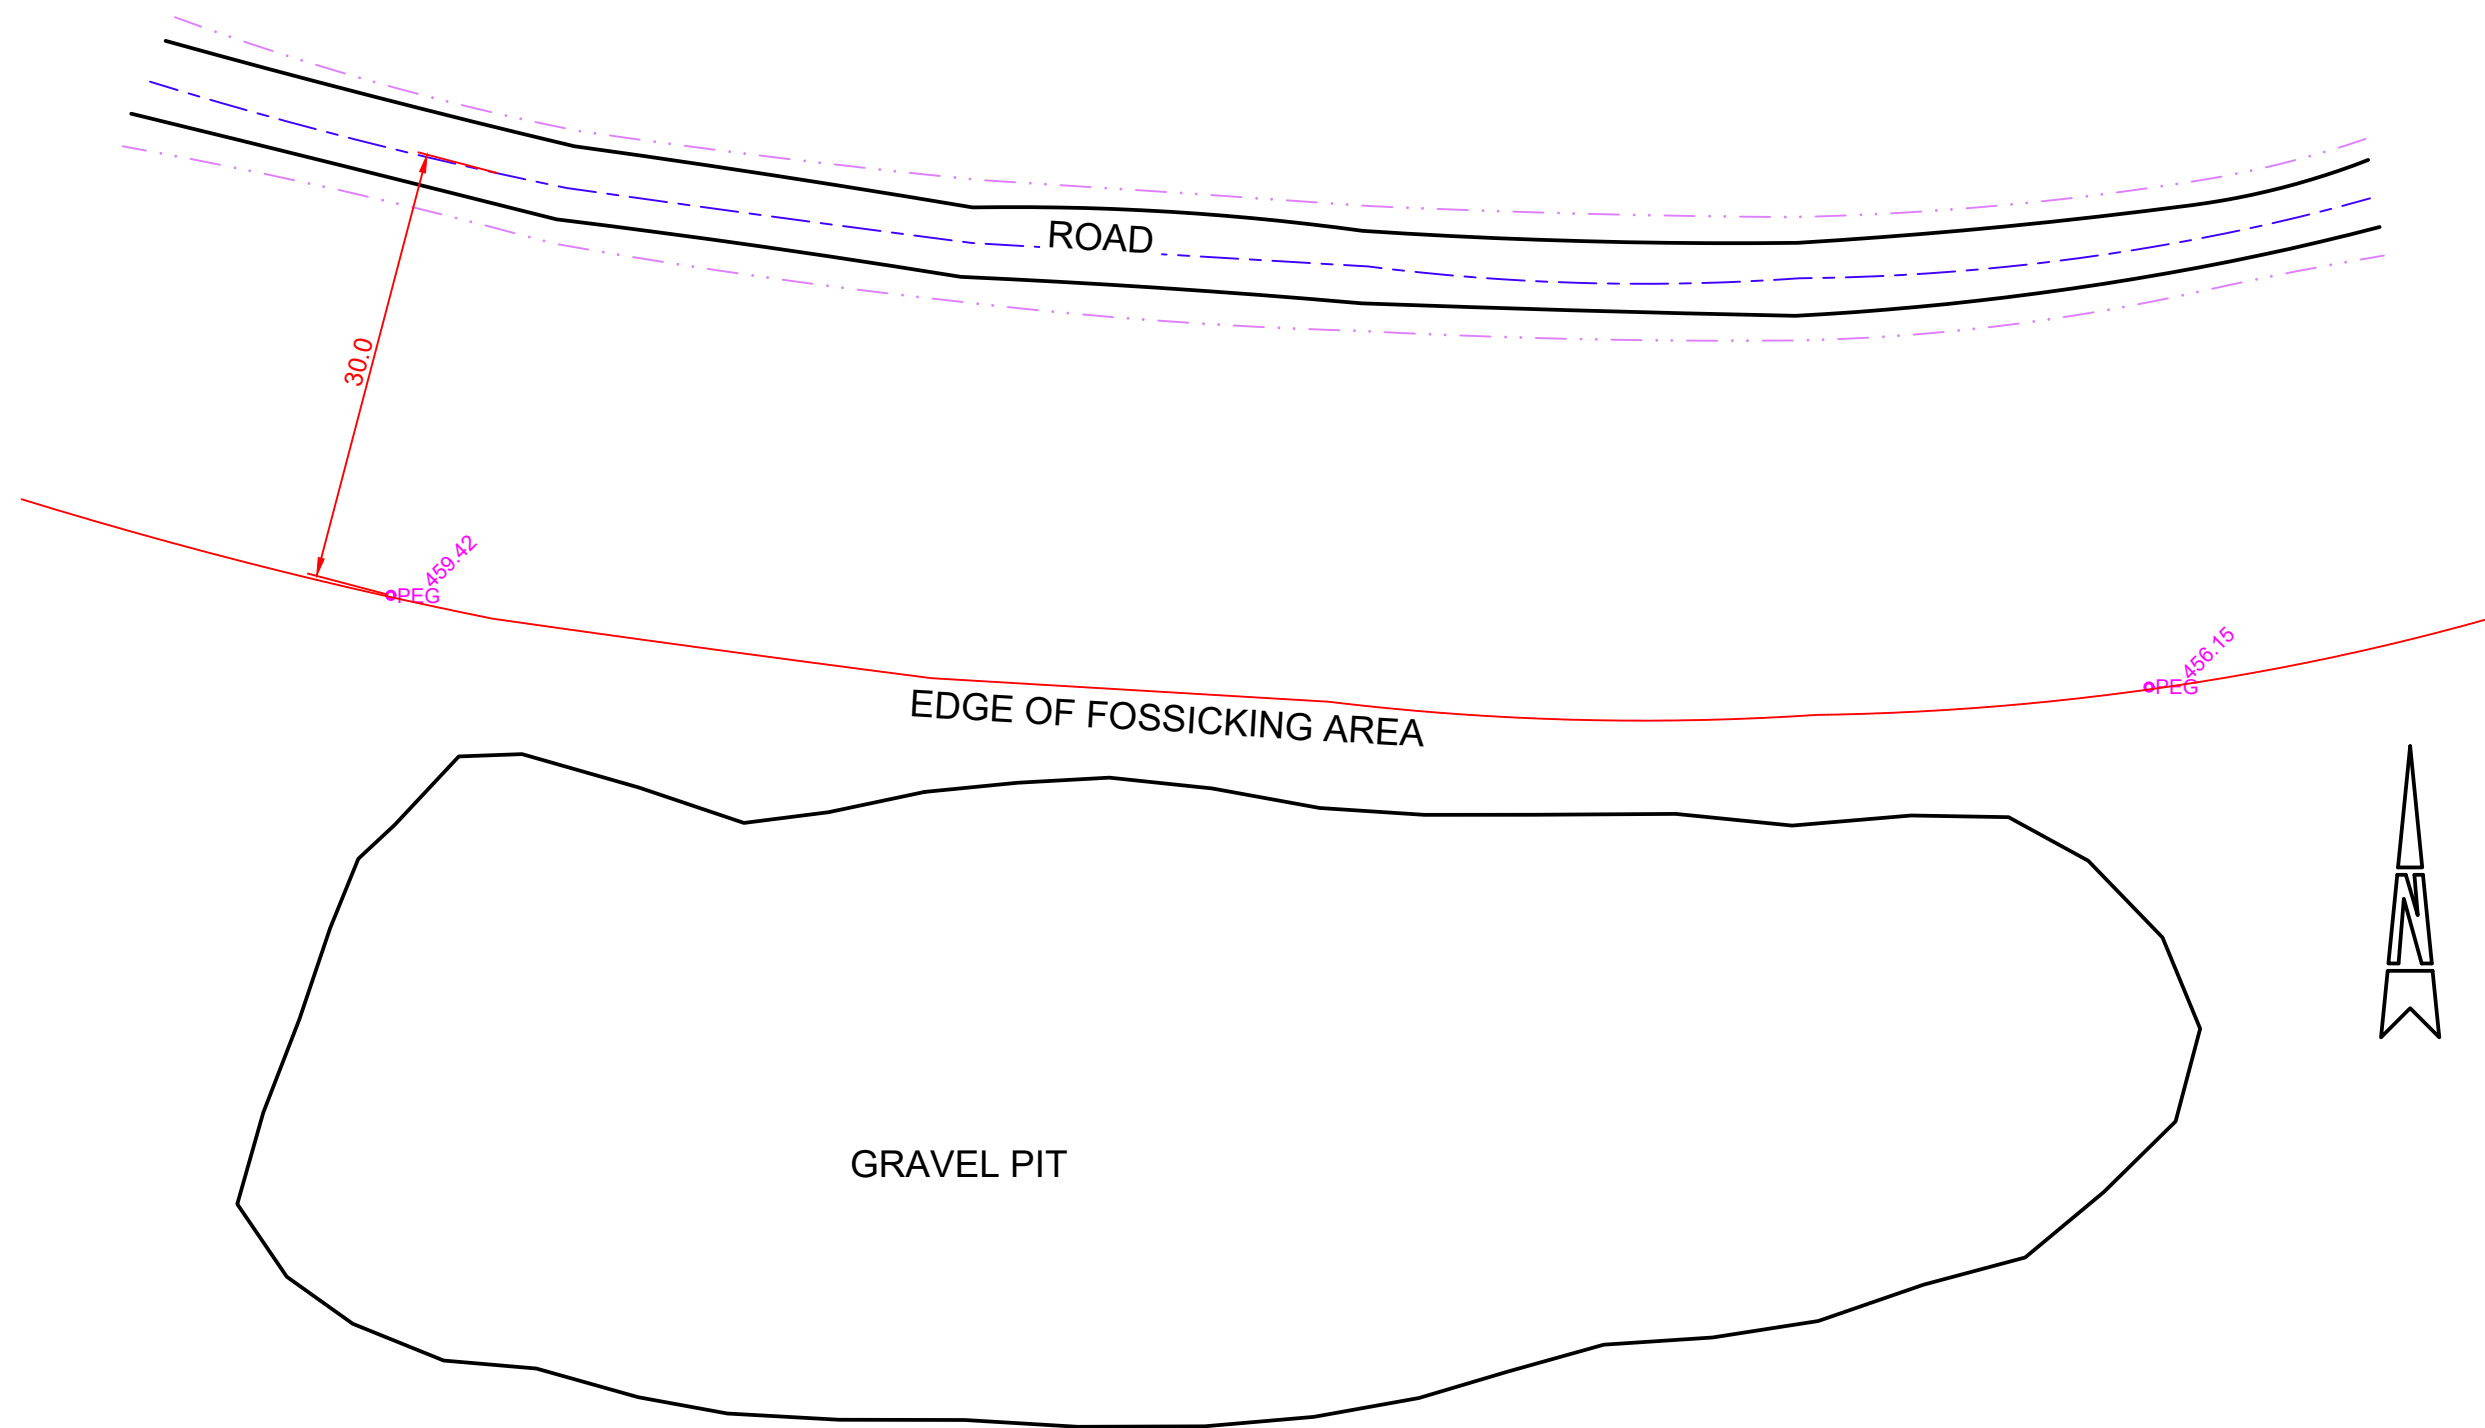 ROAD
30.0
459.42
PEG
456.15
PEG
EDGE OF FOSSICKING AREA
N
GRAVEL PIT